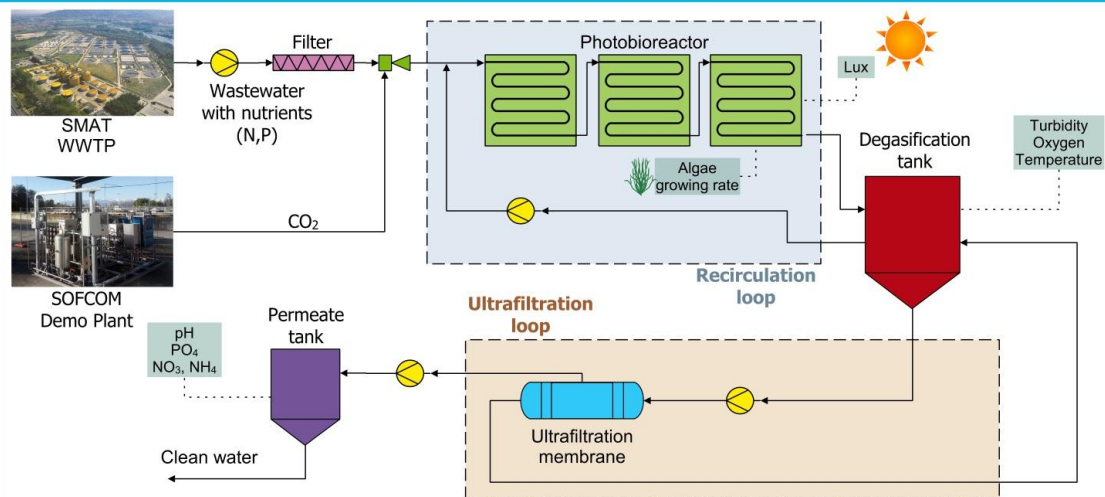 SMAT
WWTP
Filter
Wastewater
with nutrients
(N,P)
Photobioreactor
Lux
Algae
growing rate
Degasification
tank
Turbidity
Oxygen
Temperature
CO₂
SOFCOM
Demo Plant
Recirculation
loop
Ultrafiltration
loop
Permeate
tank
pH
PO₄
NO₃, NH₄
Ultrafiltration
membrane
Clean water